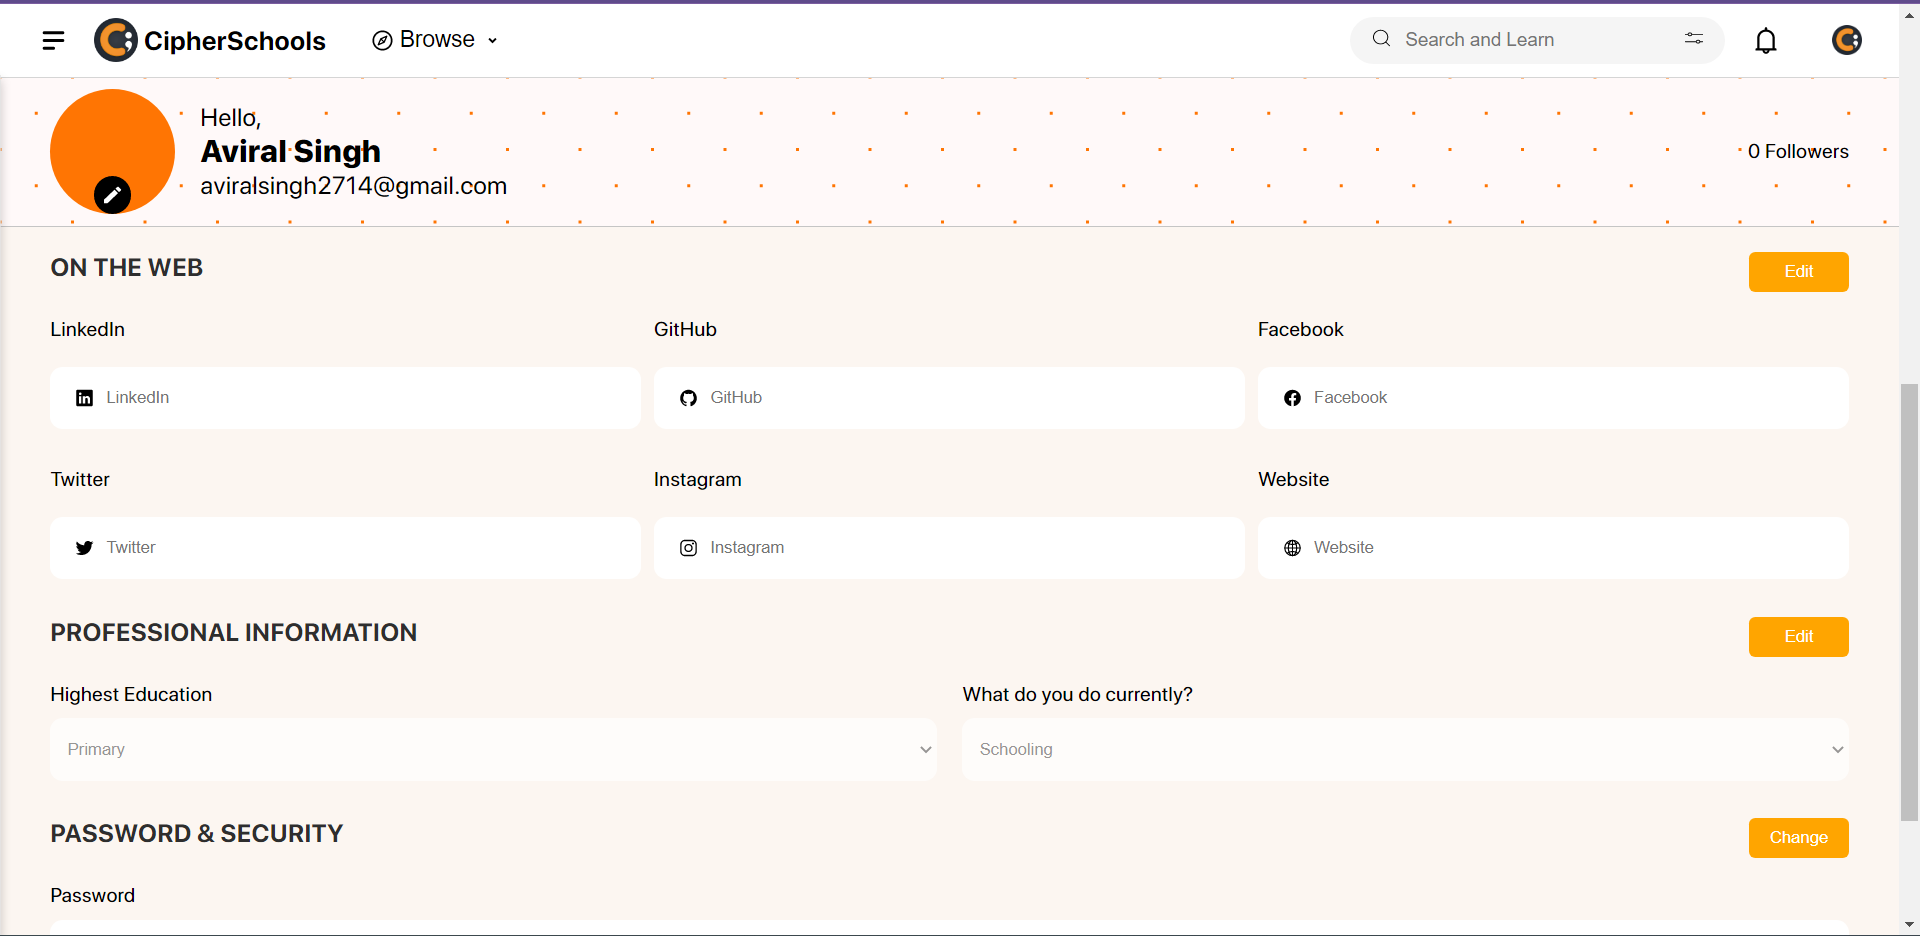 CipherSchools
Browse
Search and Learn
Hello,
Aviral Singh
aviralsingh2714@gmail.com
0 Followers
ON THE WEB
Edit
LinkedIn
GitHub
Facebook
LinkedIn
GitHub
Facebook
Twitter
Instagram
Website
Twitter
Instagram
Website
PROFESSIONAL INFORMATION
Edit
Highest Education
What do you do currently?
Primary
Schooling
PASSWORD & SECURITY
Change
Password